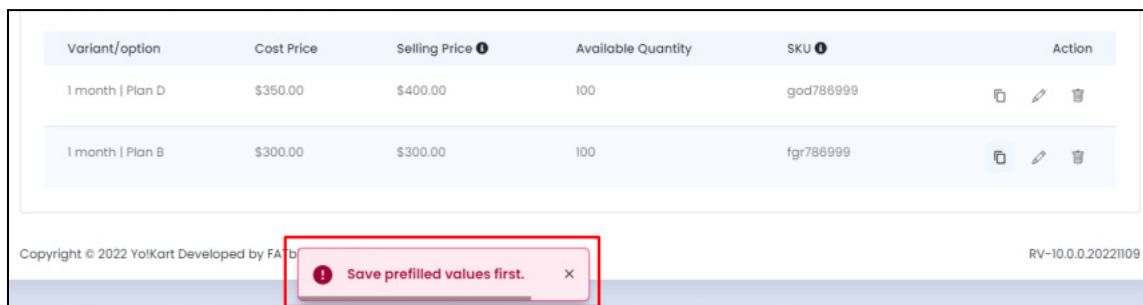 Variant/option Cost Price Selling Price Available Quantity SKU Action
1 month | Plan D $350.00 $400.00 100 god786999
1 month | Plan B $300.00 $300.00 100 fgr786999
Copyright © 2022 Yo!Kart Developed by FATb RV-10.0.0.20221109
Save prefilled values first.